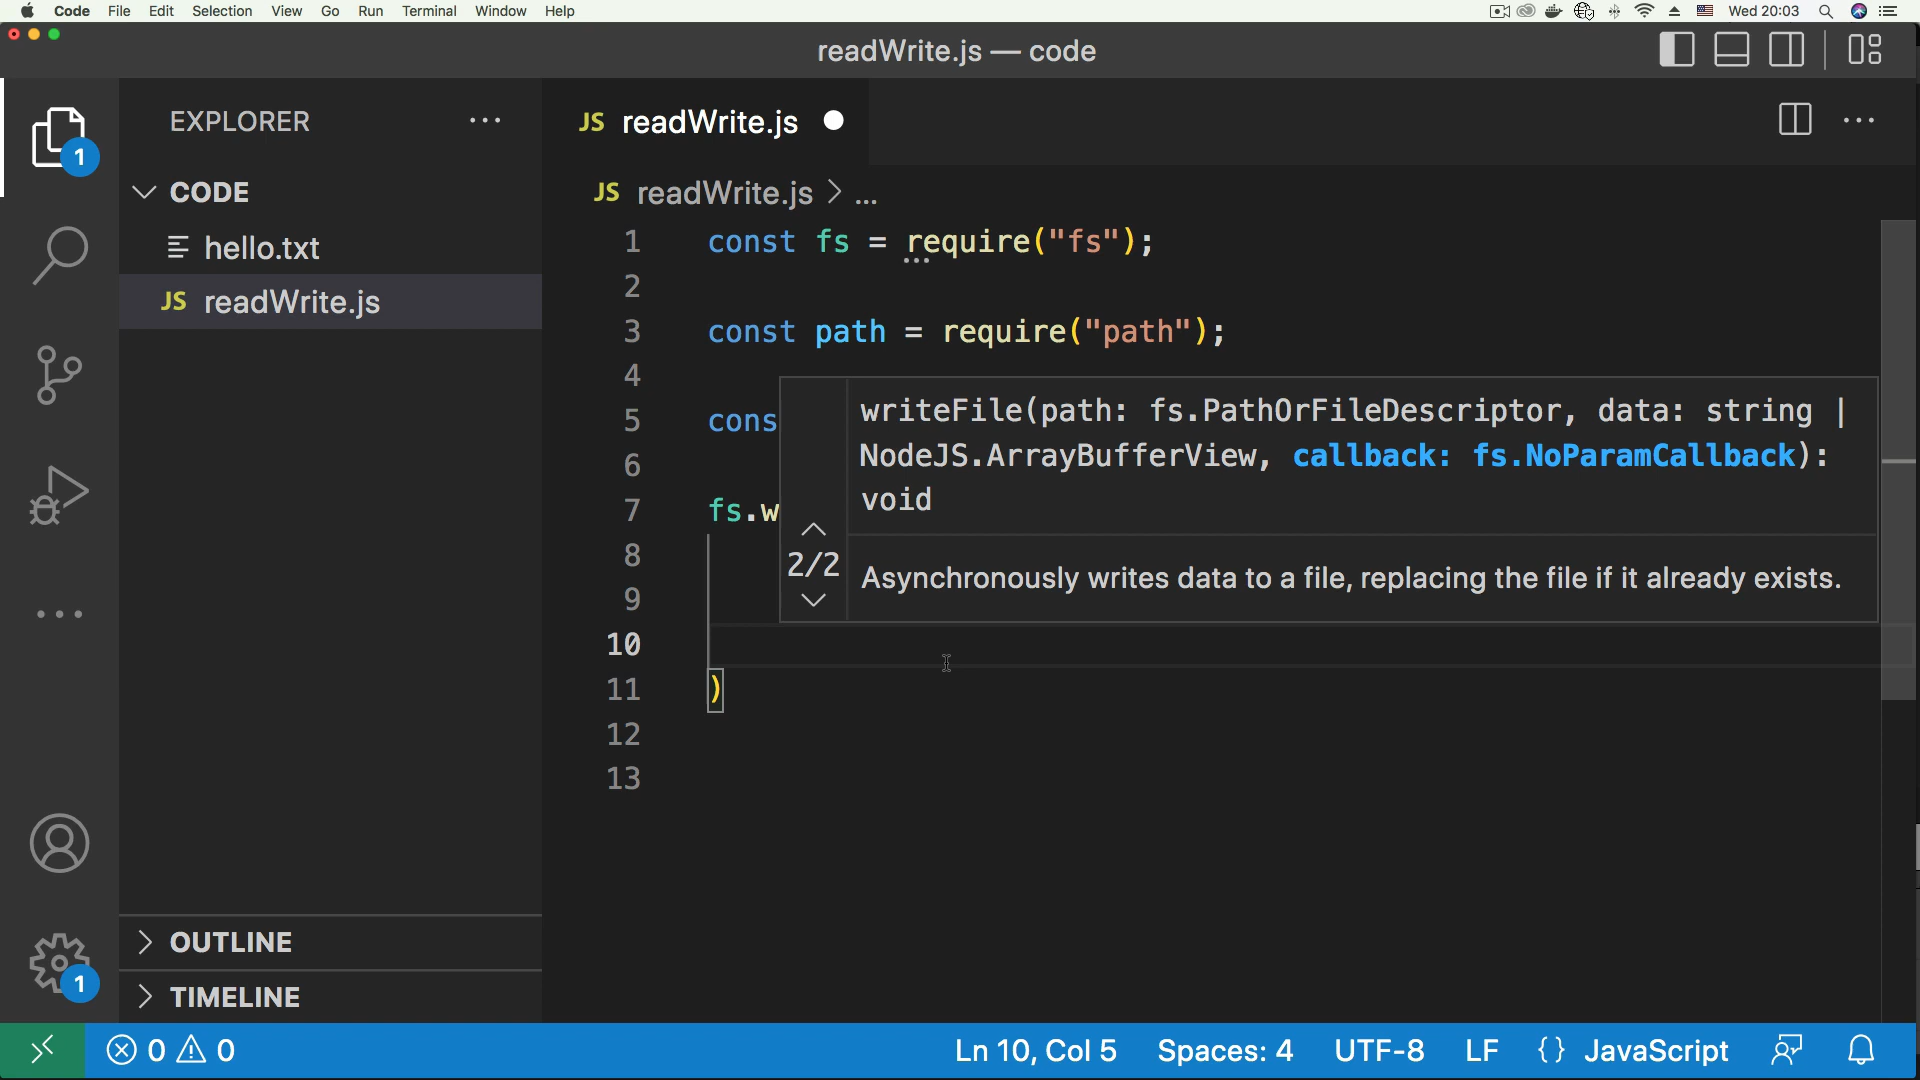 Code File Edit Selection View Go Run Terminal Window Help Wed 20:03
readWrite.js — code
EXPLORER ...
CODE
hello.txt
JS readWrite.js
OUTLINE
TIMELINE
1
1
JS readWrite.js
JS readWrite.js > ...
1 const fs = require("fs");
2
3 const path = require("path");
4
5 cons
6
7 fs.w
8
9
10
11 )
12
13
writeFile(path: fs.PathOrFileDescriptor, data: string |
NodeJS.ArrayBufferView, callback: fs.NoParamCallback):
void
2/2
Asynchronously writes data to a file, replacing the file if it already exists.
0 0 Ln 10, Col 5 Spaces: 4 UTF-8 LF {} JavaScript